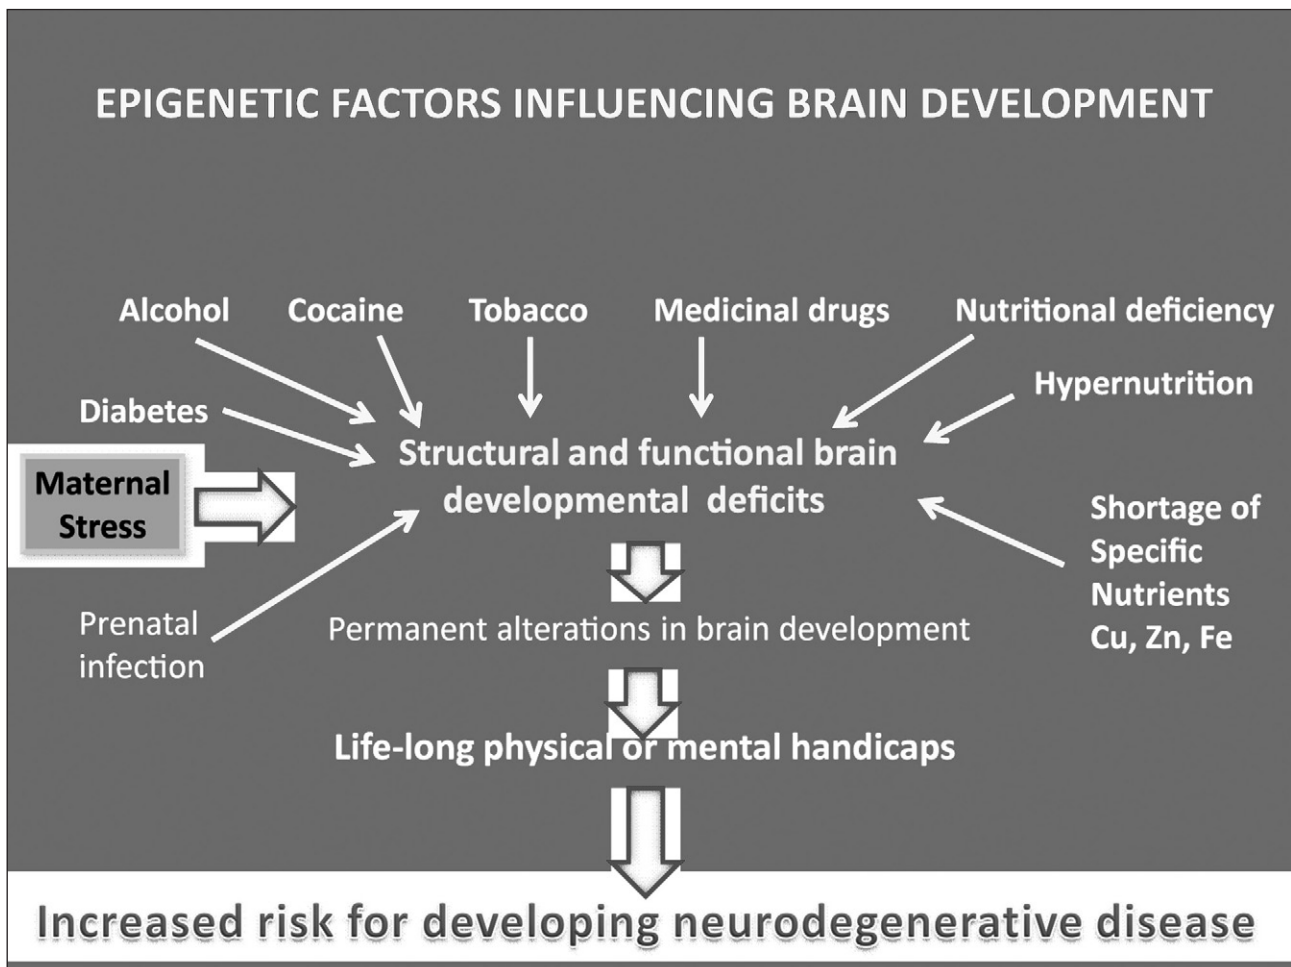 EPIGENETIC FACTORS INFLUENCING BRAIN DEVELOPMENT
Alcohol
Cocaine
Tobacco
Medicinal drugs
Nutritional deficiency
Hypernutrition
Diabetes
Structural and functional brain
developmental deficits
Maternal
Stress
Shortage of
Specific
Nutrients
Cu, Zn, Fe
Prenatal
infection
Permanent alterations in brain development
Life-long physical or mental handicaps
Increased risk for developing neurodegenerative disease